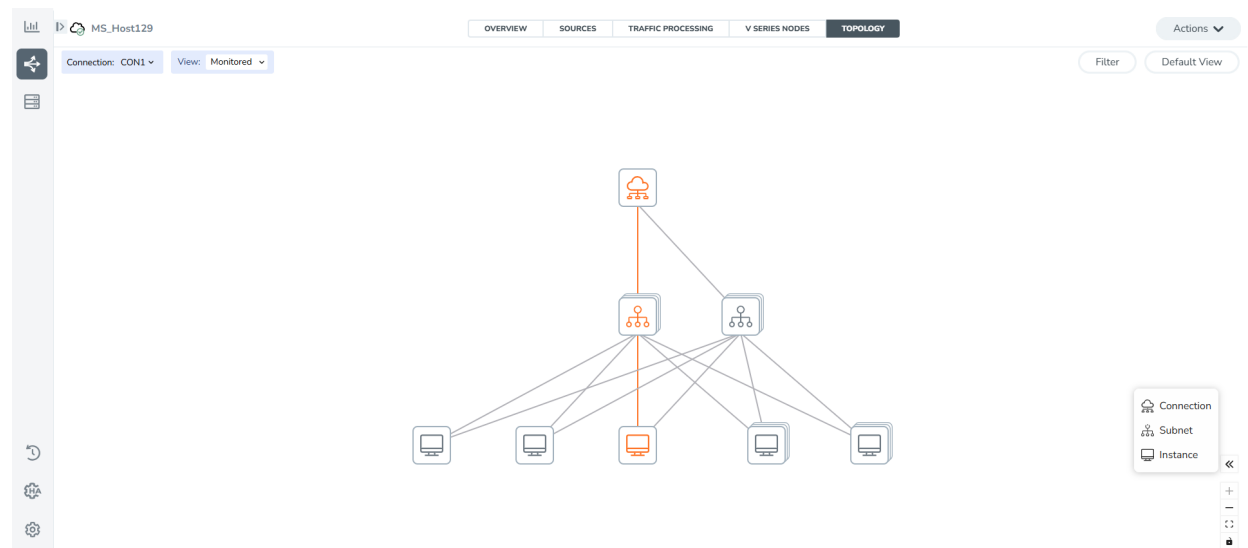 MS_Host129
OVERVIEW
SOURCES
TRAFFIC PROCESSING
V SERIES NODES
TOPOLOGY
Actions
Connection: CON1
View: Monitored
Filter
Default View
Connection
Subnet
Instance
HA